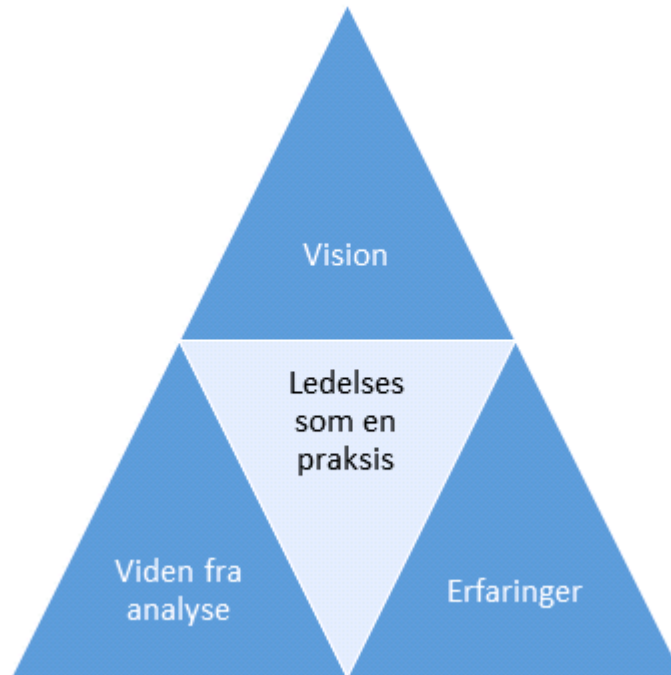 Vision
Ledelses
som en
praksis
Viden fra
analyse
Erfaringer